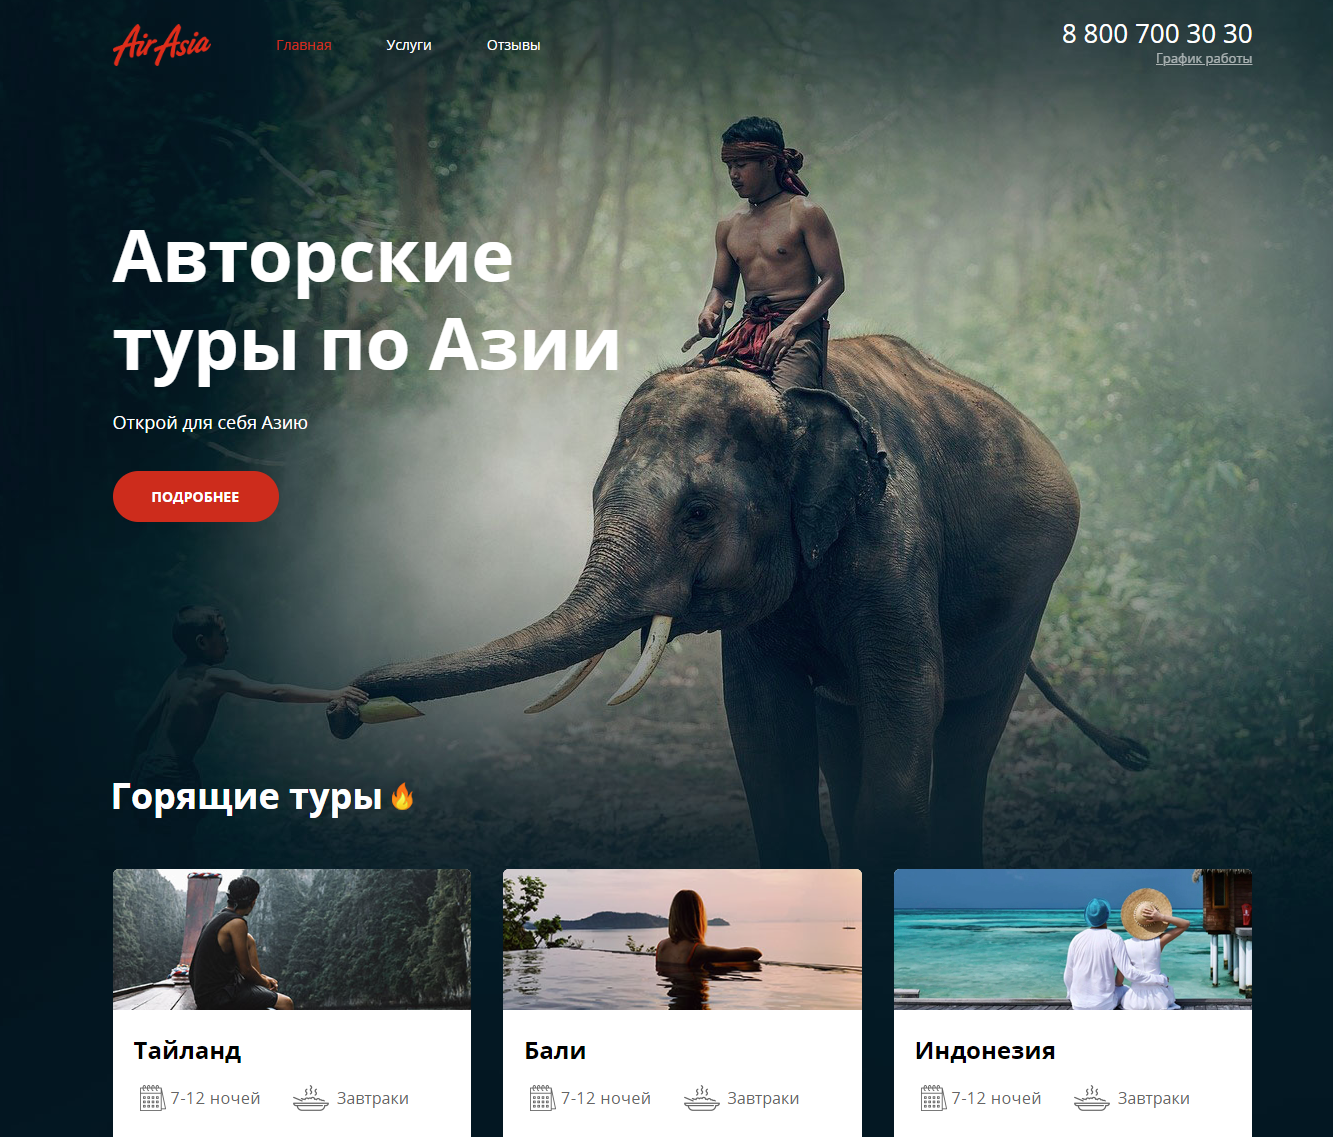 AirAsia
Главная
Услуги
Отзывы
8 800 700 30 30
График работы
Авторские
туры по Азии
Открой для себя Азию
ПОДРОБНЕЕ
Горящие туры
Тайланд
7-12 ночей
Завтраки
Бали
7-12 ночей
Завтраки
Индонезия
7-12 ночей
Завтраки